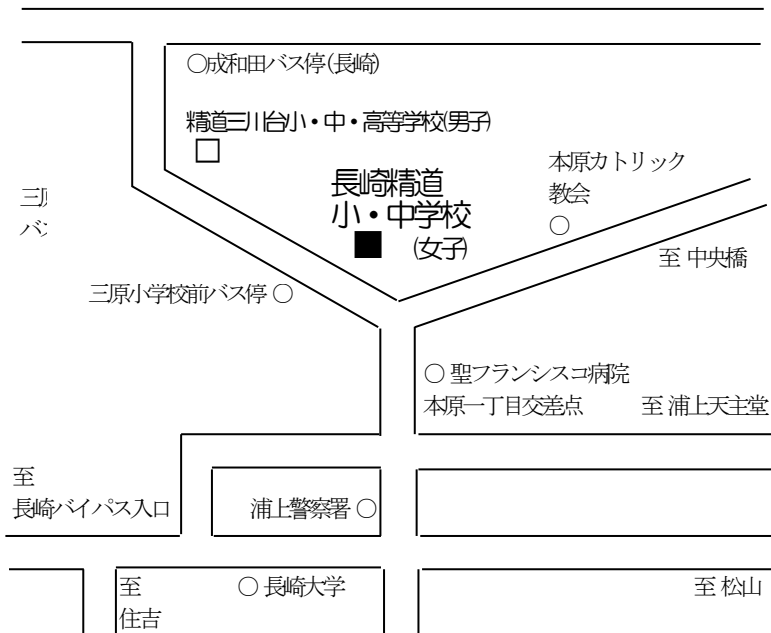 ○成和田バス停(長崎)
精道三川台小・中・高等学校(男子)
□
長崎精道
小・中学校
■ (女子)
本原カトリック
教会
○
三
バ
至 中央橋
三原小学校前バス停 ○
○ 聖フランシスコ病院
本原一丁目交差点
至 浦上天主堂
至
長崎バイパス入口
浦上警察署 ○
至
住吉
○ 長崎大学
至 松山